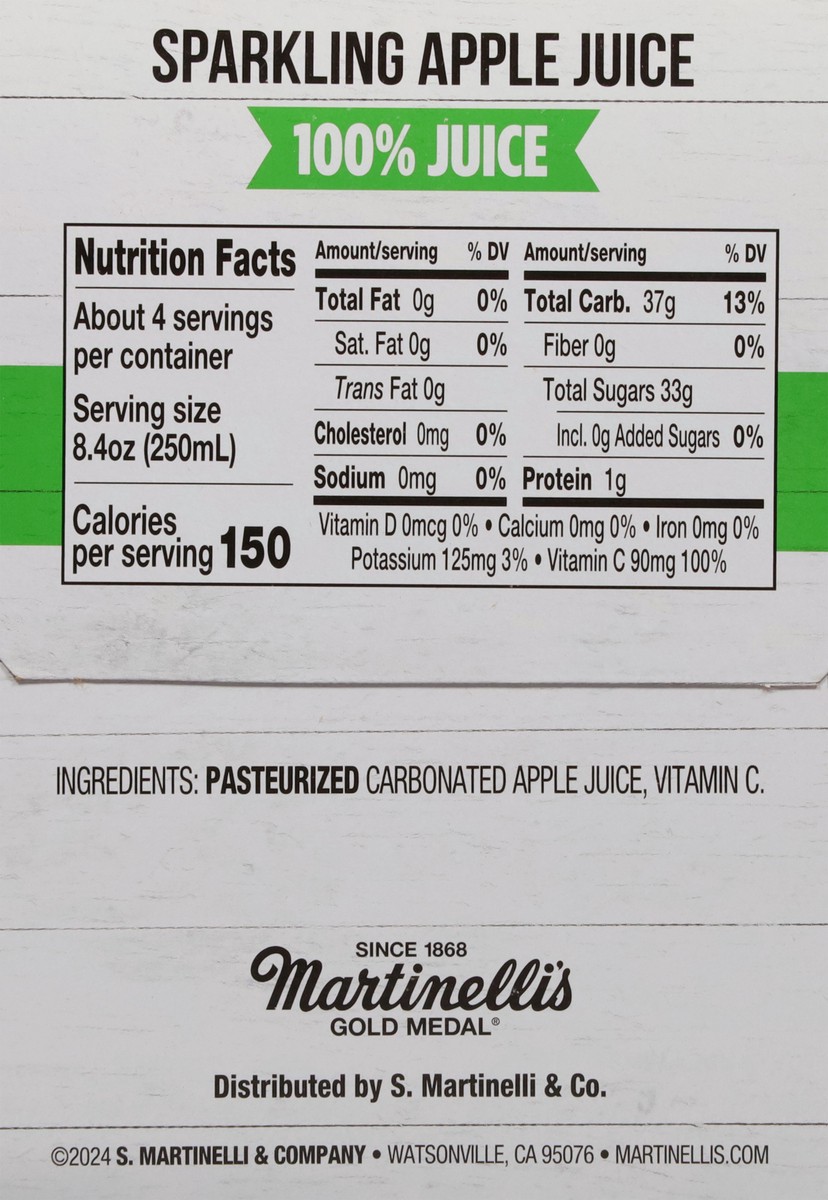 SPARKLING APPLE JUICE
100% JUICE
Nutrition Facts
About 4 servings
per container
Serving size
8.4oz (250mL)
Calories
per serving 150
Amount/serving % DV
Total Fat 0g 0%
Sat. Fat 0g 0%
Trans Fat 0g
Cholesterol 0mg 0%
Sodium 0mg 0%
Amount/serving % DV
Total Carb. 37g 13%
Fiber 0g 0%
Total Sugars 33g
Incl. 0g Added Sugars 0%
Protein 1g
Vitamin D 0mcg 0% • Calcium 0mg 0% • Iron 0mg 0%
Potassium 125mg 3% • Vitamin C 90mg 100%
INGREDIENTS: PASTEURIZED CARBONATED APPLE JUICE, VITAMIN C.
SINCE 1868
Martinelli's
GOLD MEDAL®
Distributed by S. Martinelli & Co.
©2024 S. MARTINELLI & COMPANY • WATSONVILLE, CA 95076 • MARTINELLIS.COM